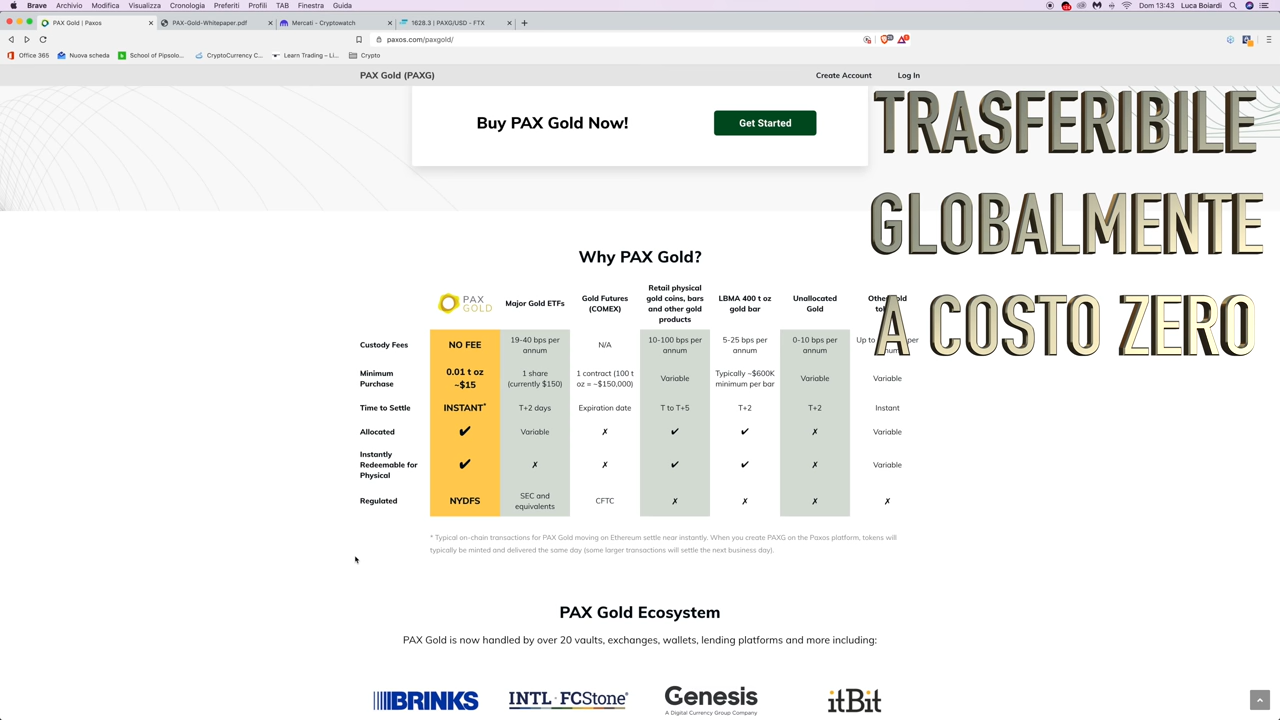 Brave Archivio Modifica Visualizza Cronologia Preferiti Profili TAB Finestra Guida Dom 13:43 Luca Boiardi
PAX Gold | Paxos PAX-Gold-Whitepaper.pdf Mercati - Cryptowatch 1628.3 | PAXG/USD - FTX
paxos.com/paxgold/
Office 365 Nuova scheda School of Pipsolo... CryptoCurrency C... Learn Trading – Li... Crypto
PAX Gold (PAXG) Create Account Log In
Buy PAX Gold Now! Get Started
TRASFERIBILE
GLOBALMENTE
A COSTO ZERO
Why PAX Gold?
PAX GOLD
Major Gold ETFs
Gold Futures
(COMEX)
Retail physical
gold coins, bars
and other gold
products
LBMA 400 t oz
gold bar
Unallocated
Gold
Custody Fees
NO FEE
19-40 bps per
annum
N/A
10-100 bps per
annum
5-25 bps per
annum
0-10 bps per
annum
Up to
Minimum
Purchase
0.01 t oz
~$15
1 share
(currently $150)
1 contract (100 t
oz = ~$150,000)
Variable
Typically ~$600K
minimum per bar
Variable
Variable
Time to Settle
INSTANT*
T+2 days
Expiration date
T to T+5
T+2
T+2
Instant
Allocated
✔
Variable
✗
✔
✔
✗
Variable
Instantly
Redeemable for
Physical
✔
✗
✗
✔
✔
✗
Variable
Regulated
NYDFS
SEC and
equivalents
CFTC
✗
✗
✗
✗
* Typical on-chain transactions for PAX Gold moving on Ethereum settle near instantly. When you create PAXG on the Paxos platform, tokens will
typically be minted and delivered the same day (some larger transactions will settle the next business day).
PAX Gold Ecosystem
PAX Gold is now handled by over 20 vaults, exchanges, wallets, lending platforms and more including:
BRINKS INTL FCStone® Genesis itBit
A Digital Currency Group Company